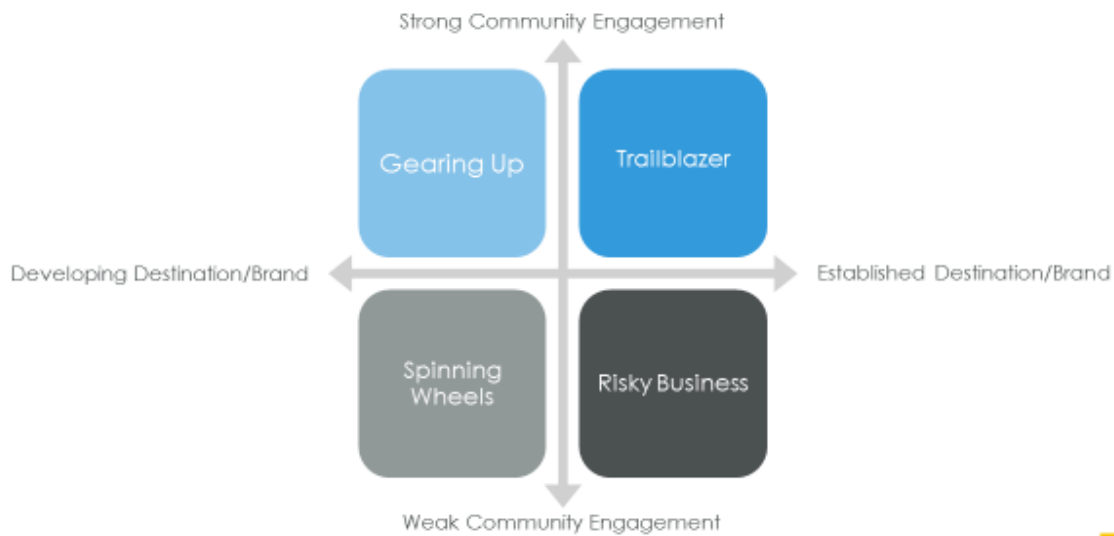 Strong Community Engagement
Gearing Up
Trailblazer
Developing Destination/Brand
Established Destination/Brand
Spinning
Wheels
Risky Business
Weak Community Engagement